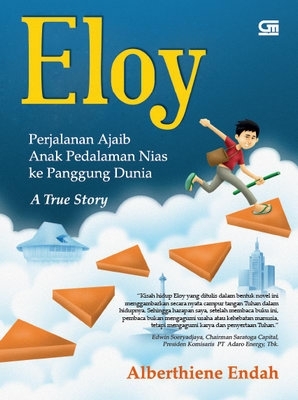 GM
Eloy
Perjalanan Ajaib
Anak Pedalaman Nias
ke Panggung Dunia
A True Story
"Kisah hidup Eloy yang ditulis dalam bentuk novel ini
menggambarkan secara nyata campur tangan Tuhan dalam
hidupnya. Sehingga harapan saya, setelah membaca buku ini,
pembaca bukan mengagumi usaha atau kehebatan manusia,
tetapi mengagumi karya dan penyertaan Tuhan."
Edwin Soeryadjaya, Chairman Saratoga Capital,
Presiden Komisaris PT Adaro Energy, Tbk.
Alberthiene Endah